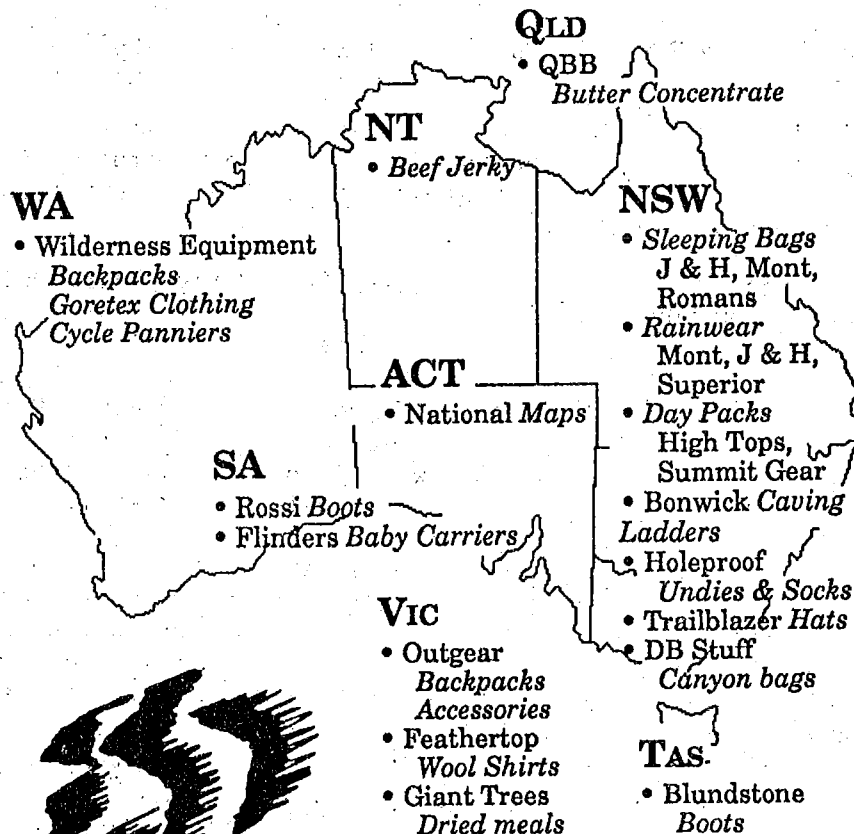 QLD
• QBB
Butter Concentrate
NT
• Beef Jerky
WA
• Wilderness Equipment
Backpacks
Goretex Clothing
Cycle Panniers
NSW
• Sleeping Bags
J & H, Mont,
Romans
• Rainwear
Mont, J & H,
Superior
• Day Packs
High Tops,
Summit Gear
• Bonwick Caving
Ladders
• Holeproof
Undies & Socks
• Trailblazer Hats
• DB Stuff
Canyon bags
ACT
• National Maps
SA
• Rossi Boots
• Flinders Baby Carriers
VIC
• Outgear
Backpacks
Accessories
• Feathertop
Wool Shirts
• Giant Trees
Dried meals
TAS.
• Blundstone
Boots